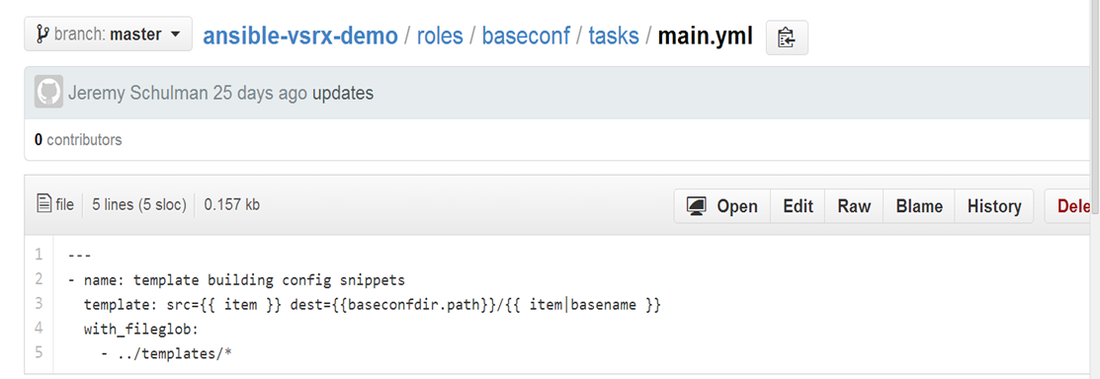 branch: master ansible-vsrx-demo / roles / baseconf / tasks / main.yml
Jeremy Schulman 25 days ago updates
0 contributors
file 5 lines (5 sloc) 0.157 kb Open Edit Raw Blame History Dele
1 ---
2 - name: template building config snippets
3 template: src={{ item }} dest={{baseconfdir.path}}/{{ item|basename }}
4 with_fileglob:
5 - ../templates/*